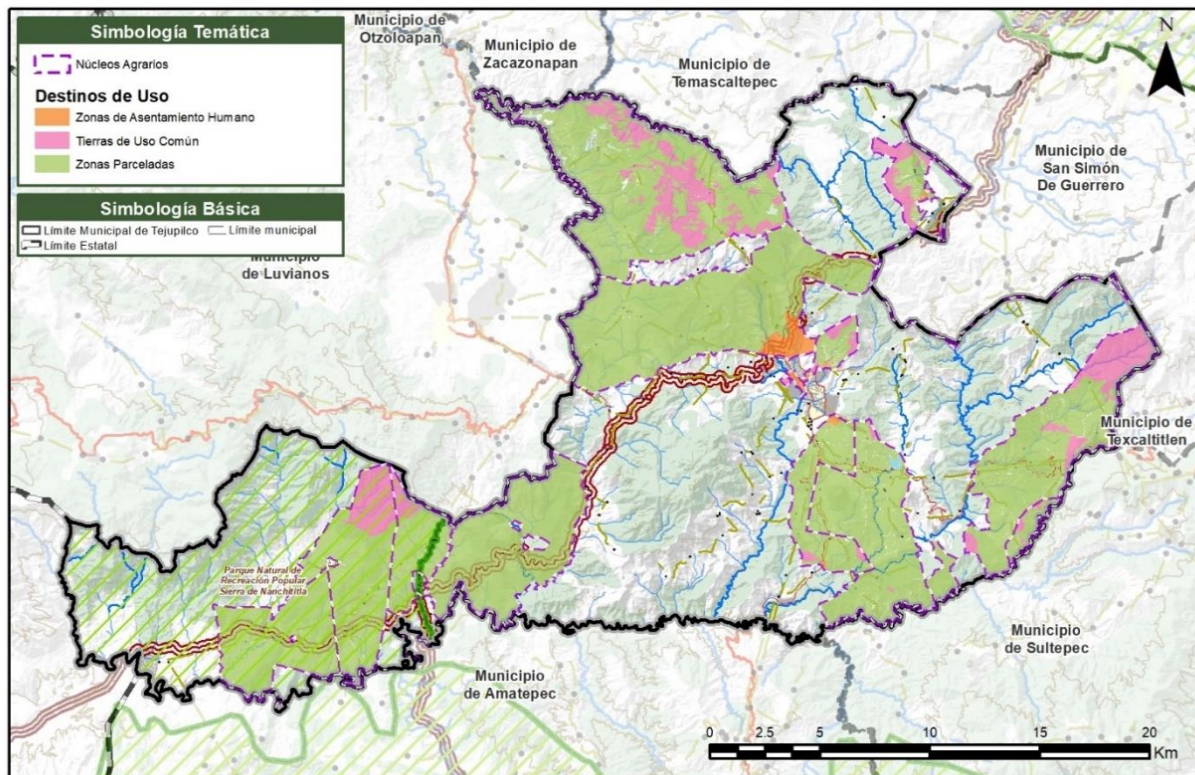 Simbología Temática
Núcleos Agrarios
Destinos de Uso
Zonas de Asentamiento Humano
Tierras de Uso Común
Zonas Parceladas
Simbología Básica
Límite Municipal de Tejupilco
Límite municipal
Límite Estatal
Municipio
de Luvianos
Municipio de
Otzoloapan
Municipio de
Zacazonapan
Municipio de
Temascaltepec
N
Municipio de
San Simón
De Guerrero
Municipio de
Texcaltitlen
Parque Natural de
Recreación Popular
Sierra de Nanchititla
Municipio
de Sultepec
Municipio
de Amatepec
0 2.5 5 10 15 20
Km